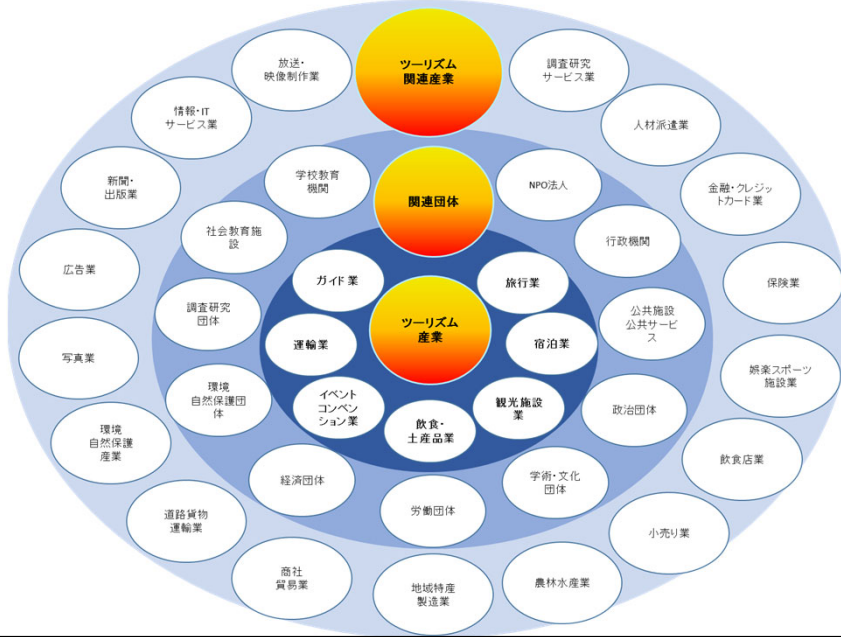 ツーリズム
関連産業
放送・
映像制作業
調査研究
サービス業
情報・IT
サービス業
人材派遣業
新聞・
出版業
金融・クレジッ
トカード業
広告業
保険業
写真業
娯楽スポーツ
施設業
環境
自然保護
産業
飲食店業
道路貨物
運輸業
小売り業
商社
貿易業
地域特産
製造業
農林水産業
関連団体
学校教育
機関
NPO法人
社会教育施
設
行政機関
調査研究
団体
公共施設
公共サービ
ス
環境
自然保護団
体
政治団体
経済団体
労働団体
学術・文化
団体
ツーリズム
産業
ガイド業
旅行業
運輸業
宿泊業
イベント
コンベン
ション業
飲食・
土産品業
観光施設
業